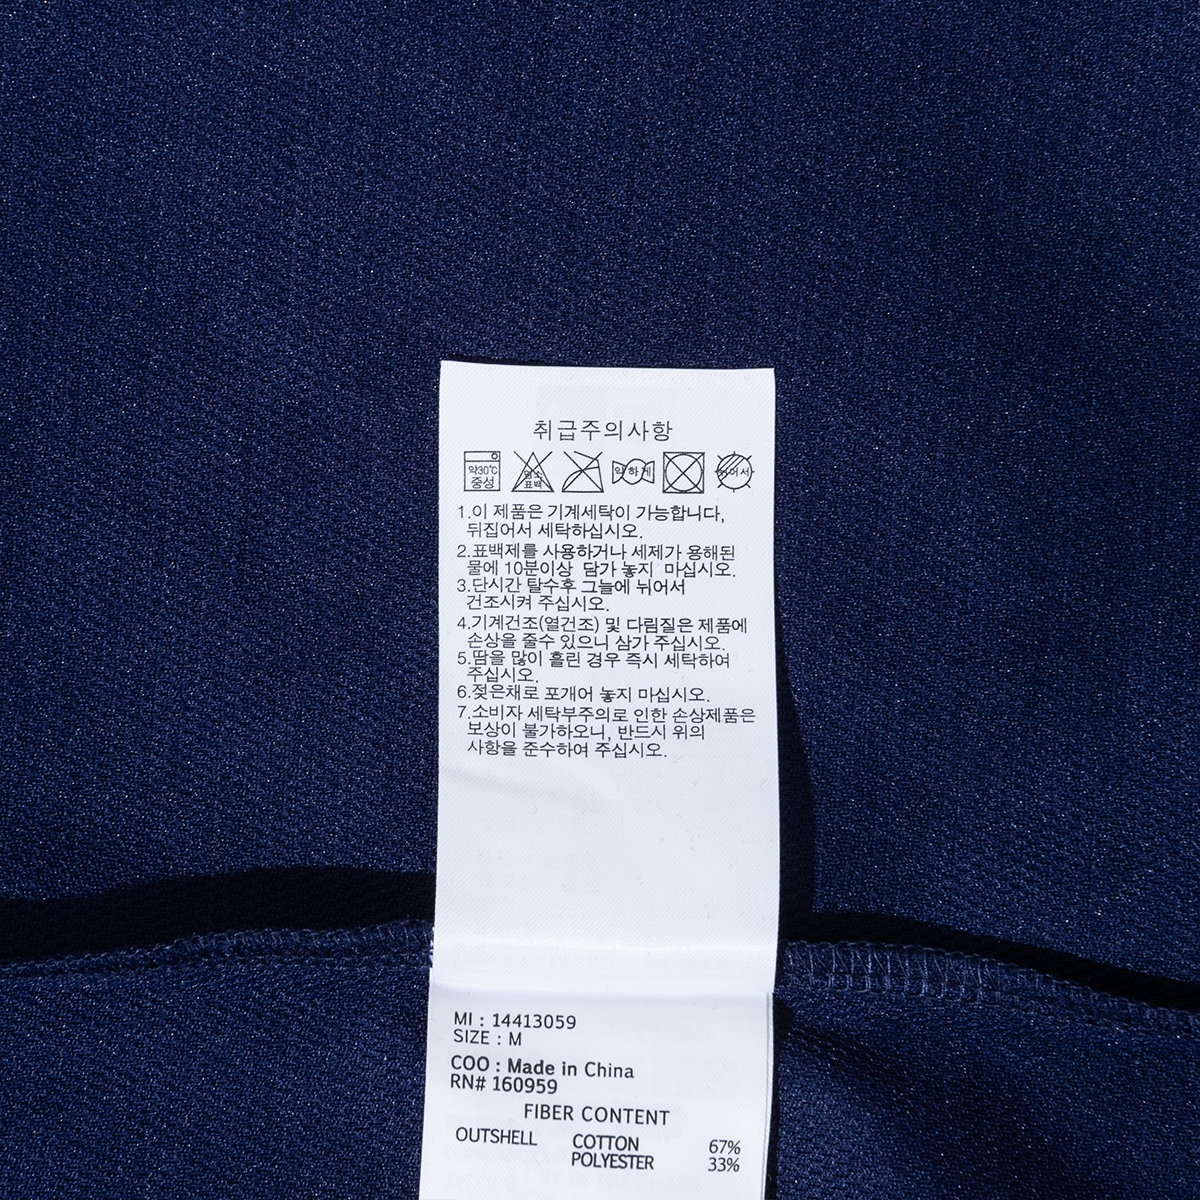 취급주의사항
약30℃ 중성
염소 표백
약하게
뉘어서
1.이 제품은 기계세탁이 가능합니다,
뒤집어서 세탁하십시오.
2.표백제를 사용하거나 세제가 용해된
물에 10분이상 담가 놓지 마십시오.
3.단시간 탈수후 그늘에 뉘어서
건조시켜 주십시오.
4.기계건조(열건조) 및 다림질은 제품에
손상을 줄수 있으니 삼가 주십시오.
5.땀을 많이 흘린 경우 즉시 세탁하여
주십시오.
6.젖은채로 포개어 놓지 마십시오.
7.소비자 세탁부주의로 인한 손상제품은
보상이 불가하오니, 반드시 위의
사항을 준수하여 주십시오.
MI : 14413059
SIZE : M
COO : Made in China
RN# 160959
FIBER CONTENT
OUTSHELL COTTON 67%
POLYESTER 33%